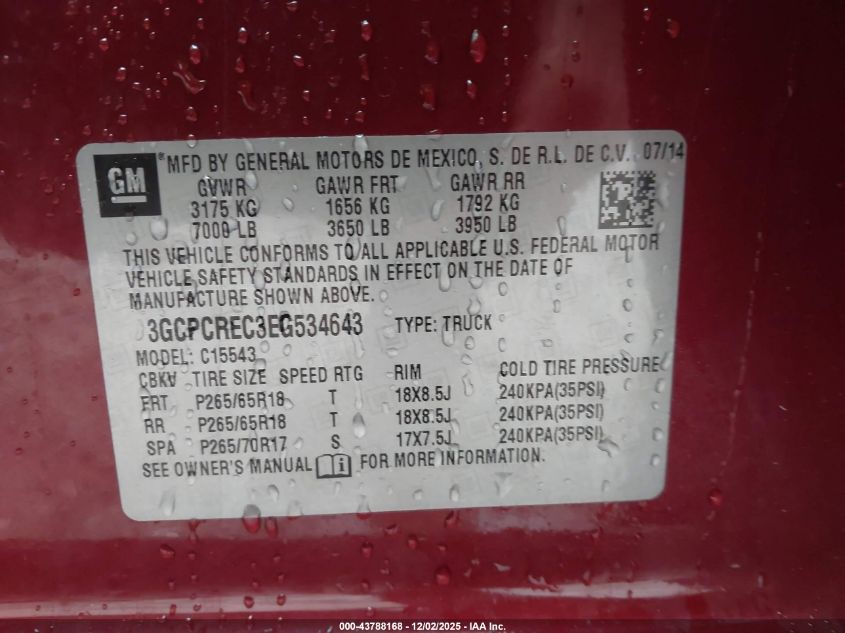 GM ®MFD BY GENERAL MOTORS DE MEXICO, S. DE R.L. DE C.V. 07/14
GVWR GAWR FRT GAWR RR
3175 KG 1656 KG 1792 KG
7000 LB 3650 LB 3950 LB
THIS VEHICLE CONFORMS TO ALL APPLICABLE U.S. FEDERAL MOTOR
VEHICLE SAFETY STANDARDS IN EFFECT ON THE DATE OF
MANUFACTURE SHOWN ABOVE.
3GCPCREC3EG534643 TYPE: TRUCK
MODEL: C15543
CBKV TIRE SIZE SPEED RTG RIM COLD TIRE PRESSURE
FRT P265/65R18 T 18X8.5J 240KPA(35PSI)
RR P265/65R18 T 18X8.5J 240KPA(35PSI)
SPA P265/70R17 S 17X7.5J 240KPA(35PSI)
SEE OWNER'S MANUAL i FOR MORE INFORMATION.
000-43788168 - 12/02/2025 - IAA Inc.